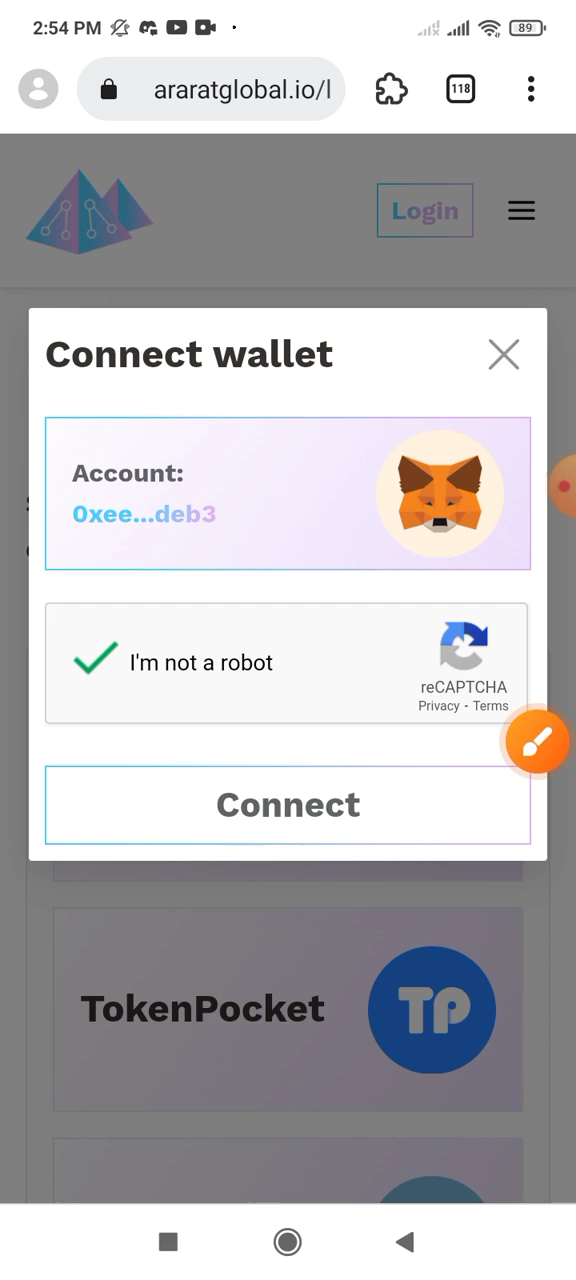 2:54 PM 89
araratglobal.io/l 118
Login
Connect wallet
Account:
0xee...deb3
I'm not a robot
reCAPTCHA
Privacy - Terms
Connect
TokenPocket
TP